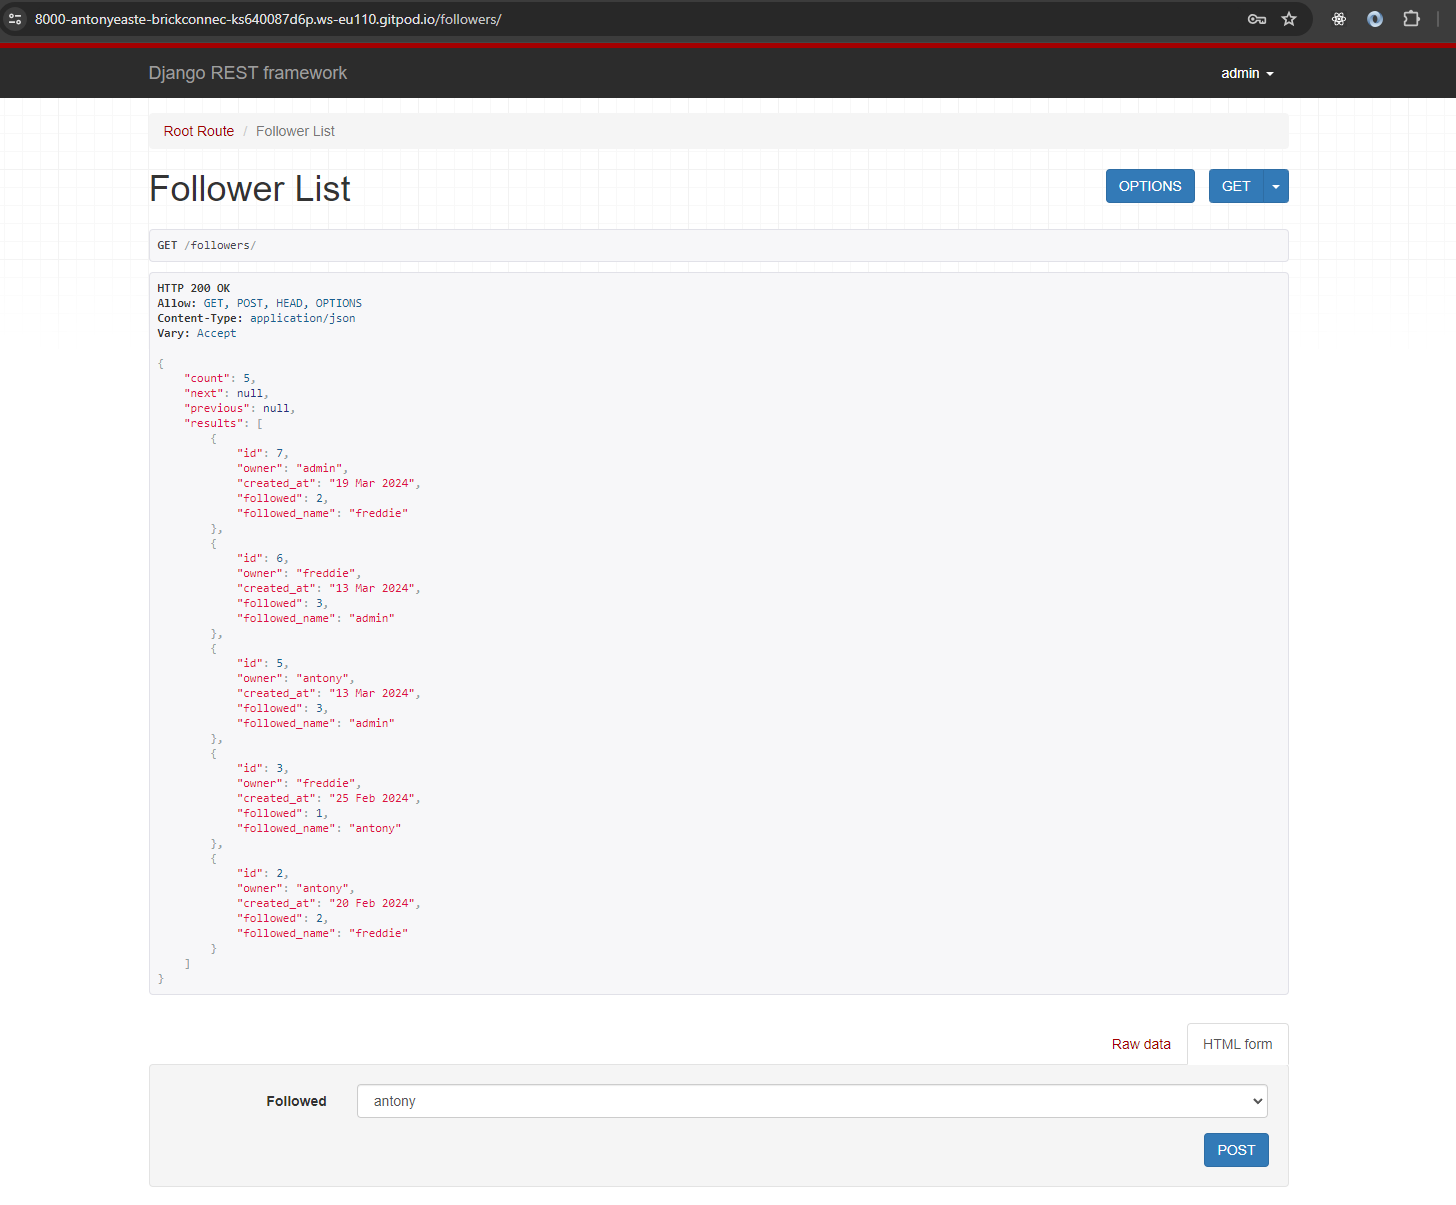 8000-antonyeaste-brickconnec-ks640087d6p.ws-eu110.gitpod.io/followers/
Django REST framework
admin
Root Route / Follower List
Follower List
OPTIONS
GET
GET /followers/
HTTP 200 OK
Allow: GET, POST, HEAD, OPTIONS
Content-Type: application/json
Vary: Accept
{
    "count": 5,
    "next": null,
    "previous": null,
    "results": [
        {
            "id": 7,
            "owner": "admin",
            "created_at": "19 Mar 2024",
            "followed": 2,
            "followed_name": "freddie"
        },
        {
            "id": 6,
            "owner": "freddie",
            "created_at": "13 Mar 2024",
            "followed": 3,
            "followed_name": "admin"
        },
        {
            "id": 5,
            "owner": "antony",
            "created_at": "13 Mar 2024",
            "followed": 3,
            "followed_name": "admin"
        },
        {
            "id": 3,
            "owner": "freddie",
            "created_at": "25 Feb 2024",
            "followed": 1,
            "followed_name": "antony"
        },
        {
            "id": 2,
            "owner": "antony",
            "created_at": "20 Feb 2024",
            "followed": 2,
            "followed_name": "freddie"
        }
    ]
}
Raw data
HTML form
Followed
antony
POST